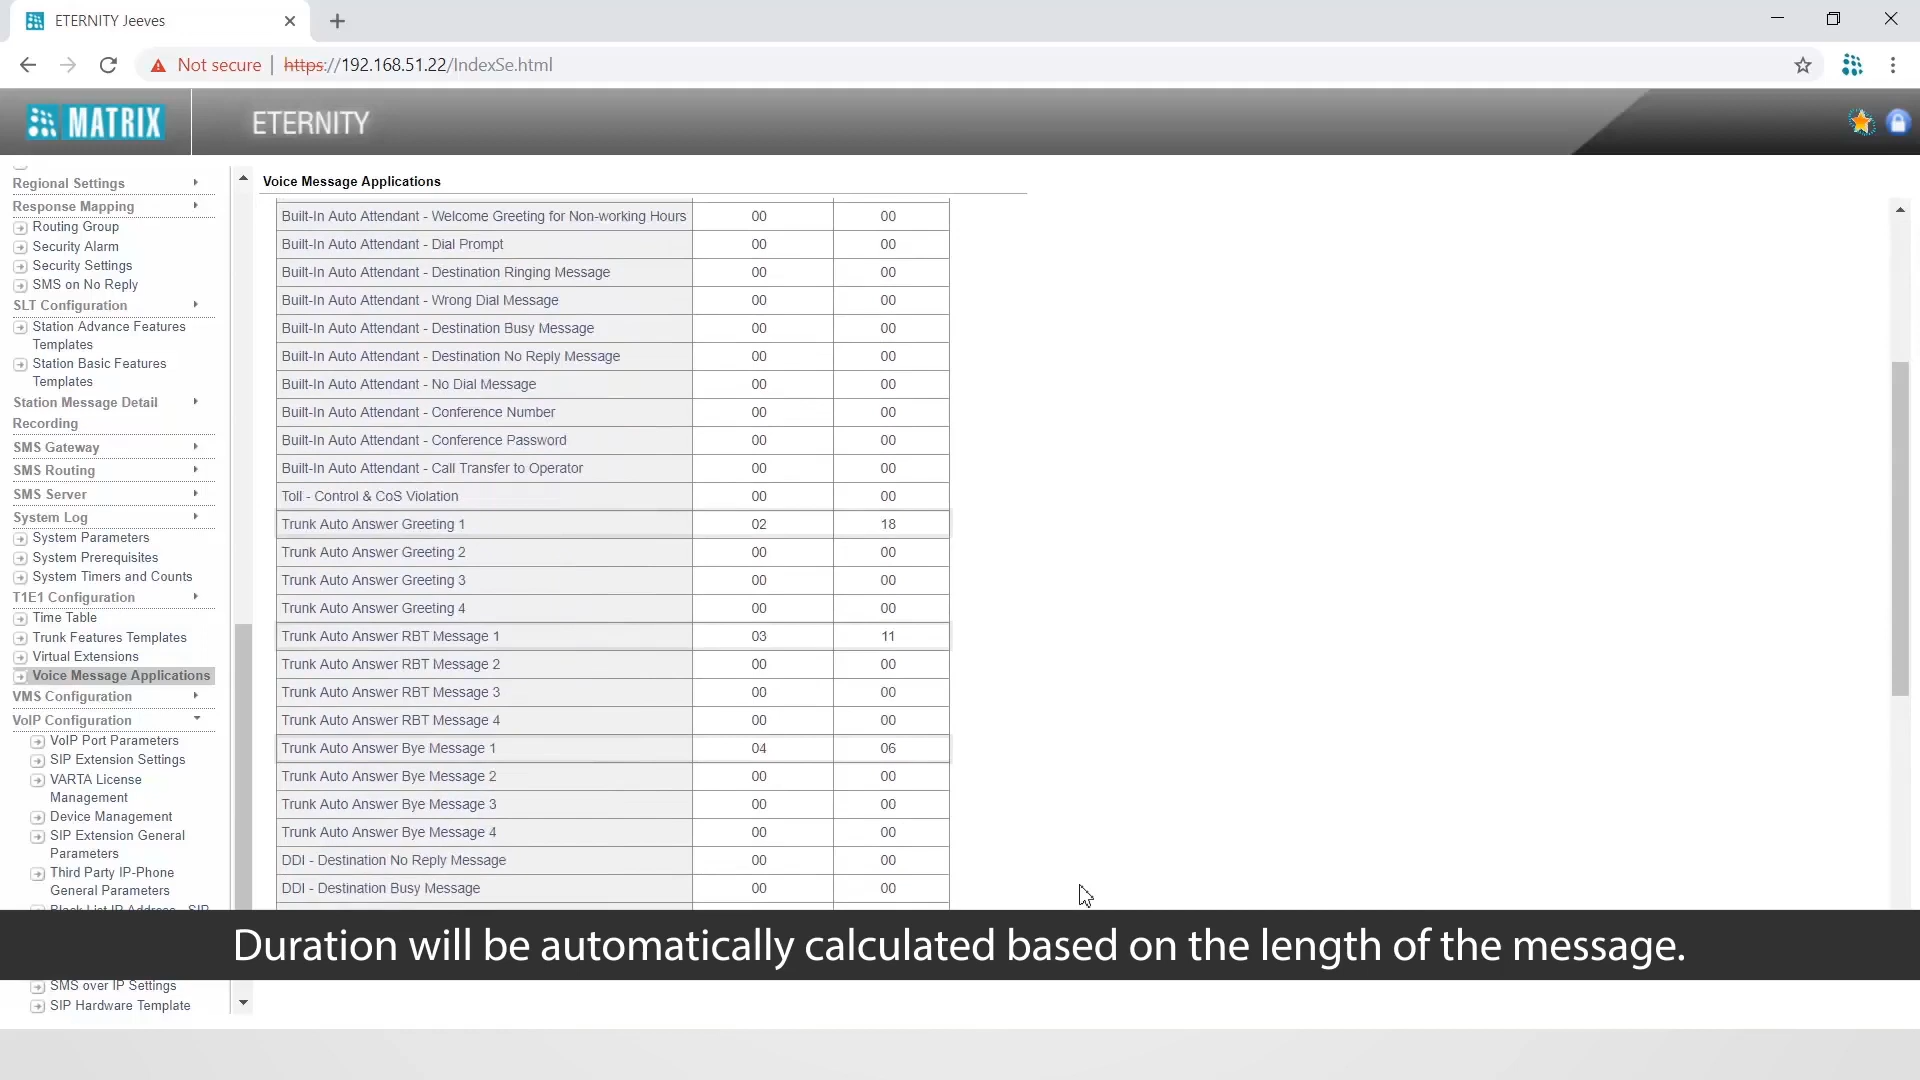 ETERNITY Jeeves
Not secure | https://192.168.51.22/IndexSe.html
MATRIX
ETERNITY
Regional Settings
Response Mapping
Routing Group
Security Alarm
Security Settings
SMS on No Reply
SLT Configuration
Station Advance Features
Templates
Station Basic Features
Templates
Station Message Detail
Recording
SMS Gateway
SMS Routing
SMS Server
System Log
System Parameters
System Prerequisites
System Timers and Counts
T1E1 Configuration
Time Table
Trunk Features Templates
Virtual Extensions
Voice Message Applications
VMS Configuration
VoIP Configuration
VoIP Port Parameters
SIP Extension Settings
VARTA License
Management
Device Management
SIP Extension General
Parameters
Third Party IP-Phone
General Parameters
Black List IP Address - SIP
SMS over IP Settings
SIP Hardware Template
Voice Message Applications
Built-In Auto Attendant - Welcome Greeting for Non-working Hours 00 00
Built-In Auto Attendant - Dial Prompt 00 00
Built-In Auto Attendant - Destination Ringing Message 00 00
Built-In Auto Attendant - Wrong Dial Message 00 00
Built-In Auto Attendant - Destination Busy Message 00 00
Built-In Auto Attendant - Destination No Reply Message 00 00
Built-In Auto Attendant - No Dial Message 00 00
Built-In Auto Attendant - Conference Number 00 00
Built-In Auto Attendant - Conference Password 00 00
Built-In Auto Attendant - Call Transfer to Operator 00 00
Toll - Control & CoS Violation 00 00
Trunk Auto Answer Greeting 1 02 18
Trunk Auto Answer Greeting 2 00 00
Trunk Auto Answer Greeting 3 00 00
Trunk Auto Answer Greeting 4 00 00
Trunk Auto Answer RBT Message 1 03 11
Trunk Auto Answer RBT Message 2 00 00
Trunk Auto Answer RBT Message 3 00 00
Trunk Auto Answer RBT Message 4 00 00
Trunk Auto Answer Bye Message 1 04 06
Trunk Auto Answer Bye Message 2 00 00
Trunk Auto Answer Bye Message 3 00 00
Trunk Auto Answer Bye Message 4 00 00
DDI - Destination No Reply Message 00 00
DDI - Destination Busy Message 00 00
Duration will be automatically calculated based on the length of the message.